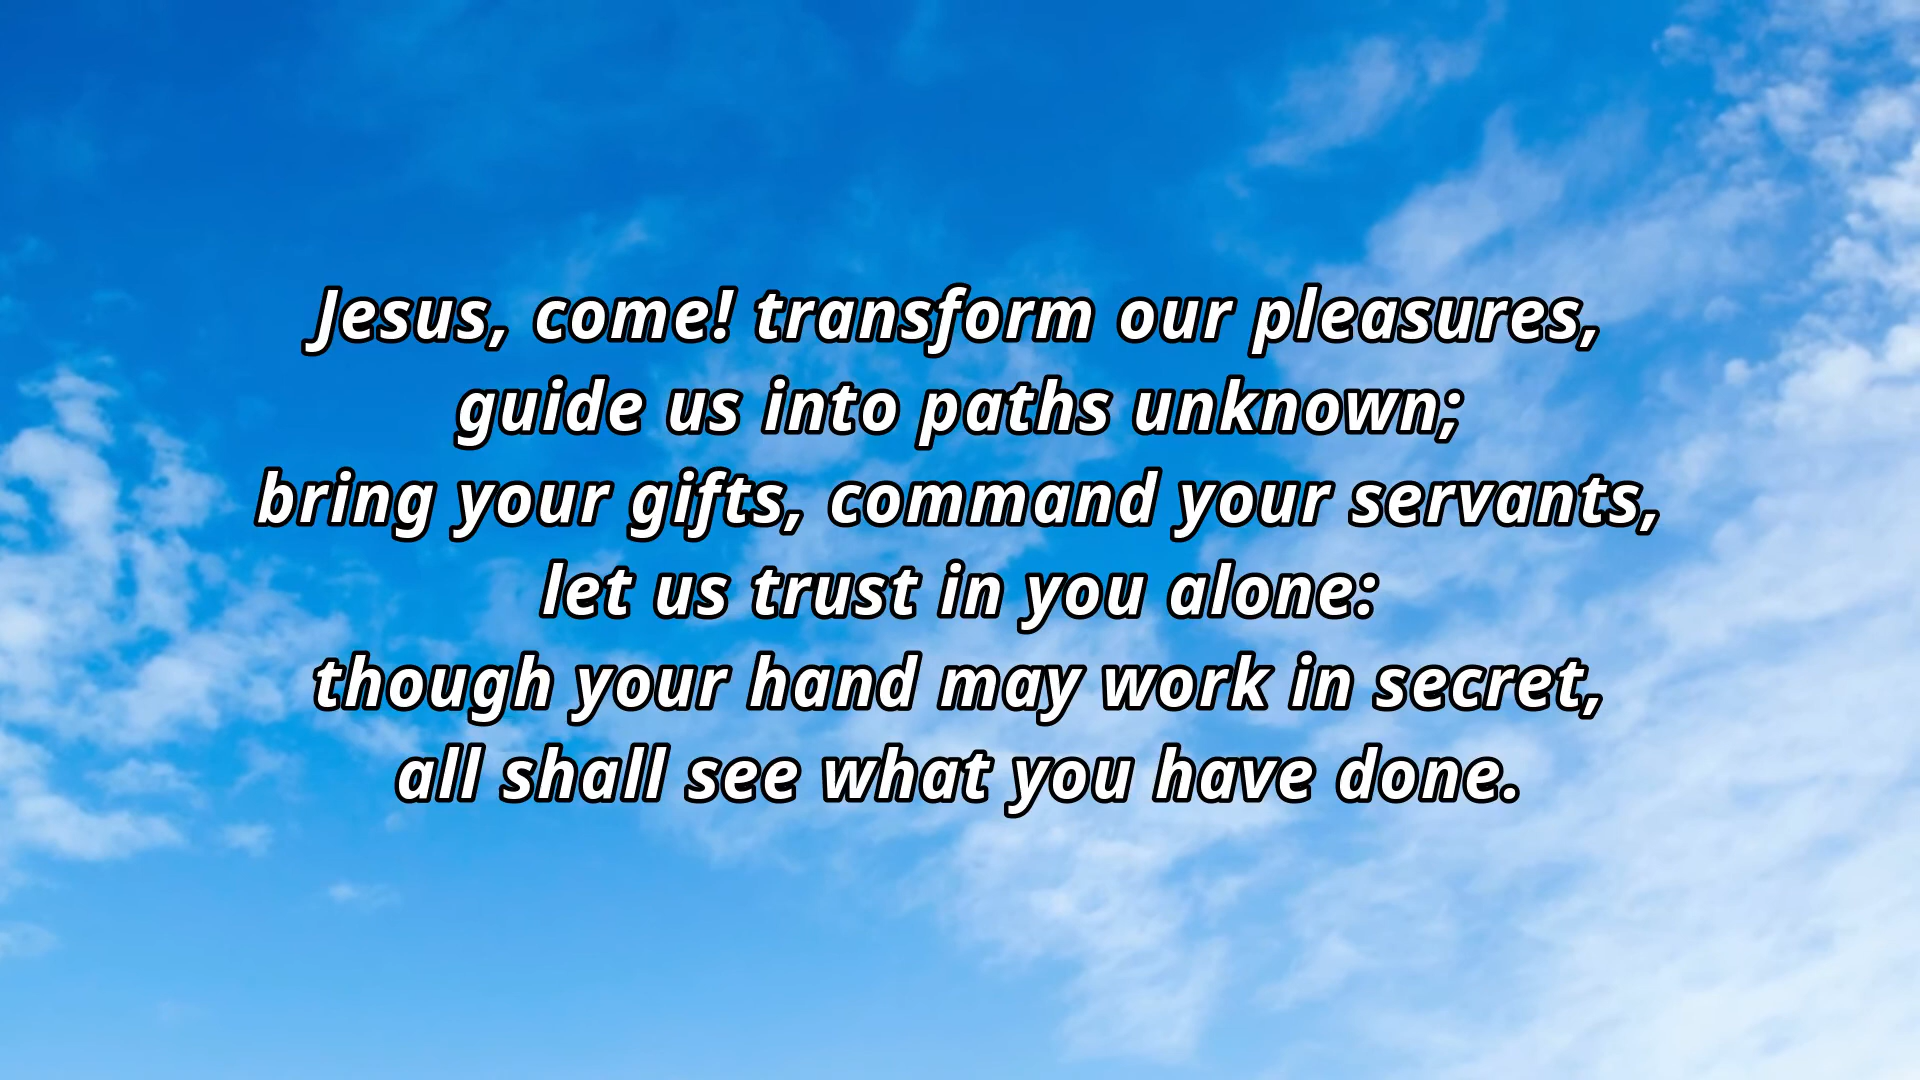 Jesus, come! transform our pleasures,
guide us into paths unknown;
bring your gifts, command your servants,
let us trust in you alone:
though your hand may work in secret,
all shall see what you have done.